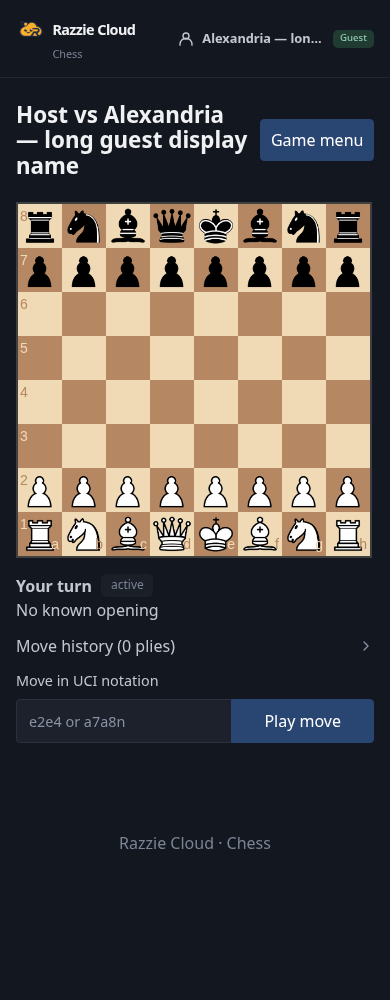 Razzie Cloud
Chess
Alexandria — lon...
Guest
Host vs Alexandria
— long guest display
name
Game menu
8
7
6
5
4
3
2
1
a b c d e f g h
Your turn
active
No known opening
Move history (0 plies)
Move in UCI notation
e2e4 or a7a8n
Play move
Razzie Cloud · Chess